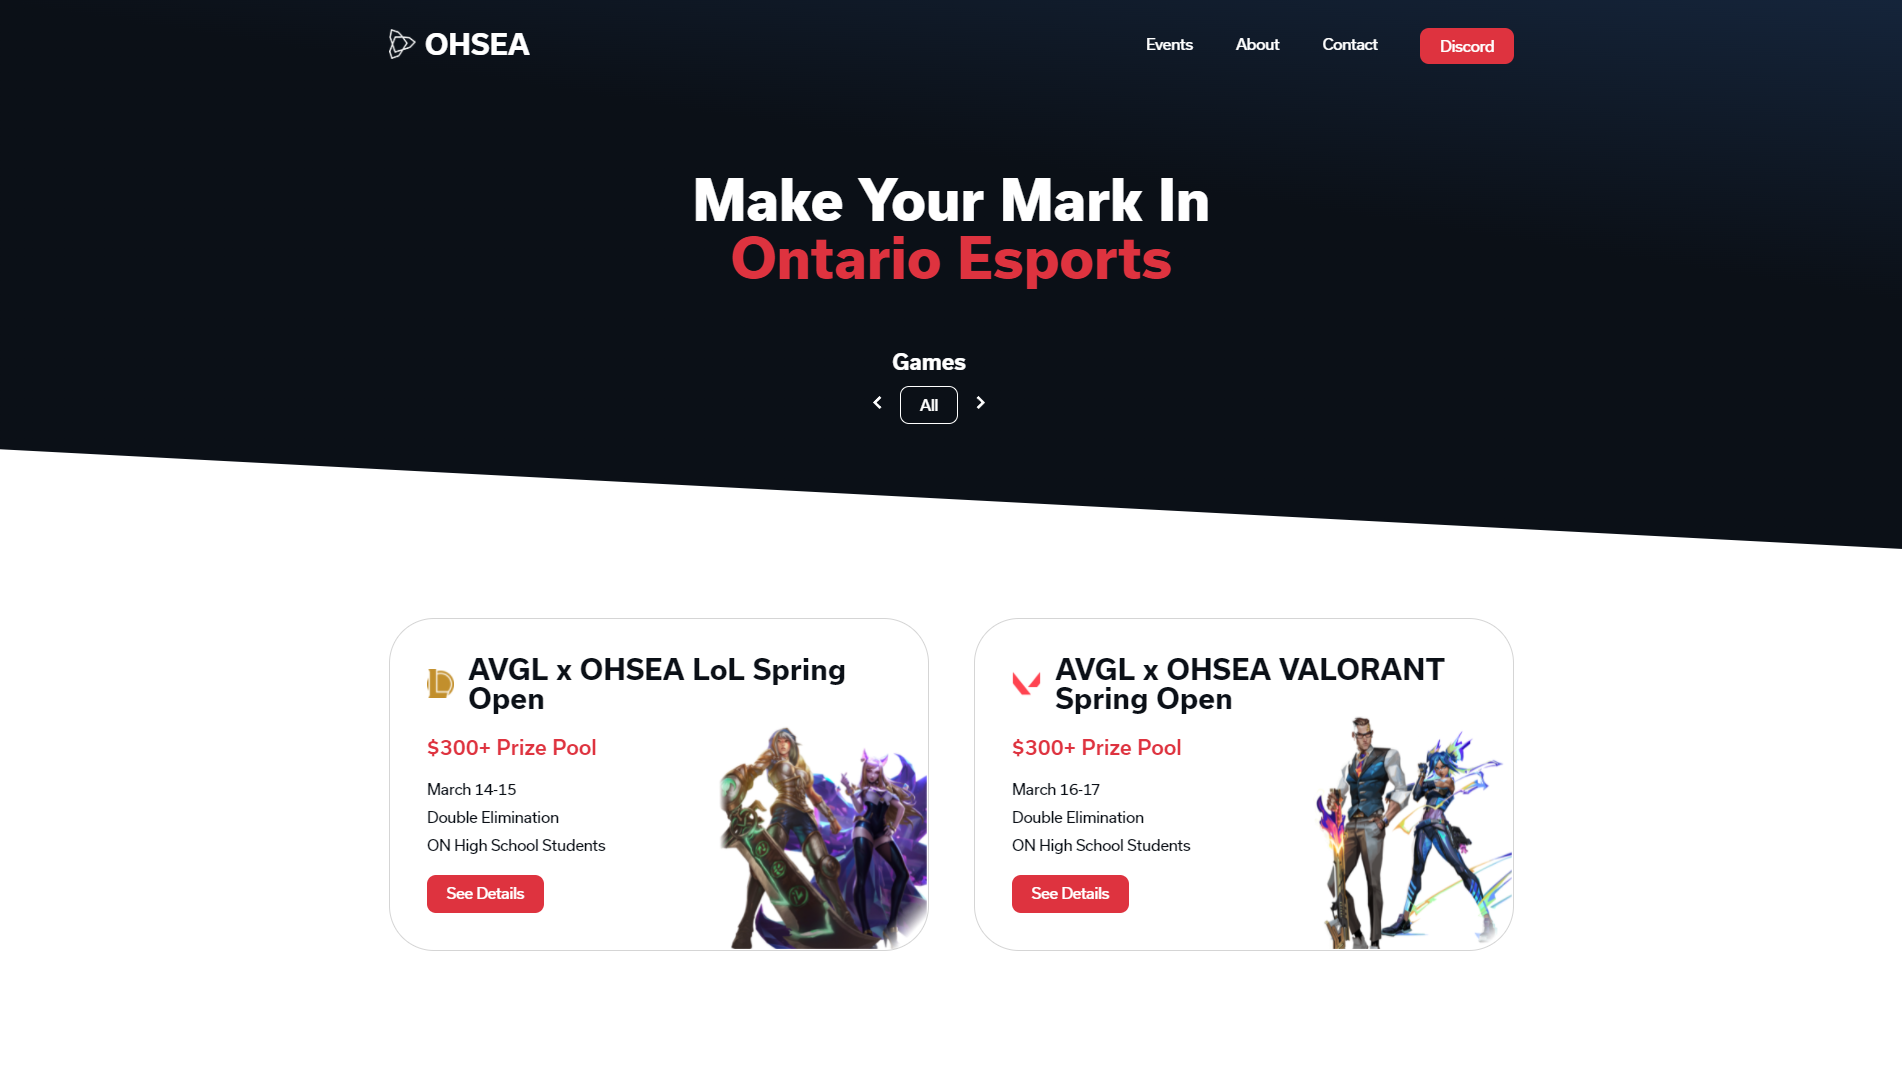 OHSEA
Events
About
Contact
Discord
Make Your Mark In
Ontario Esports
Games
All
AVGL x OHSEA LoL Spring
Open
$300+ Prize Pool
March 14-15
Double Elimination
ON High School Students
See Details
AVGL x OHSEA VALORANT
Spring Open
$300+ Prize Pool
March 16-17
Double Elimination
ON High School Students
See Details